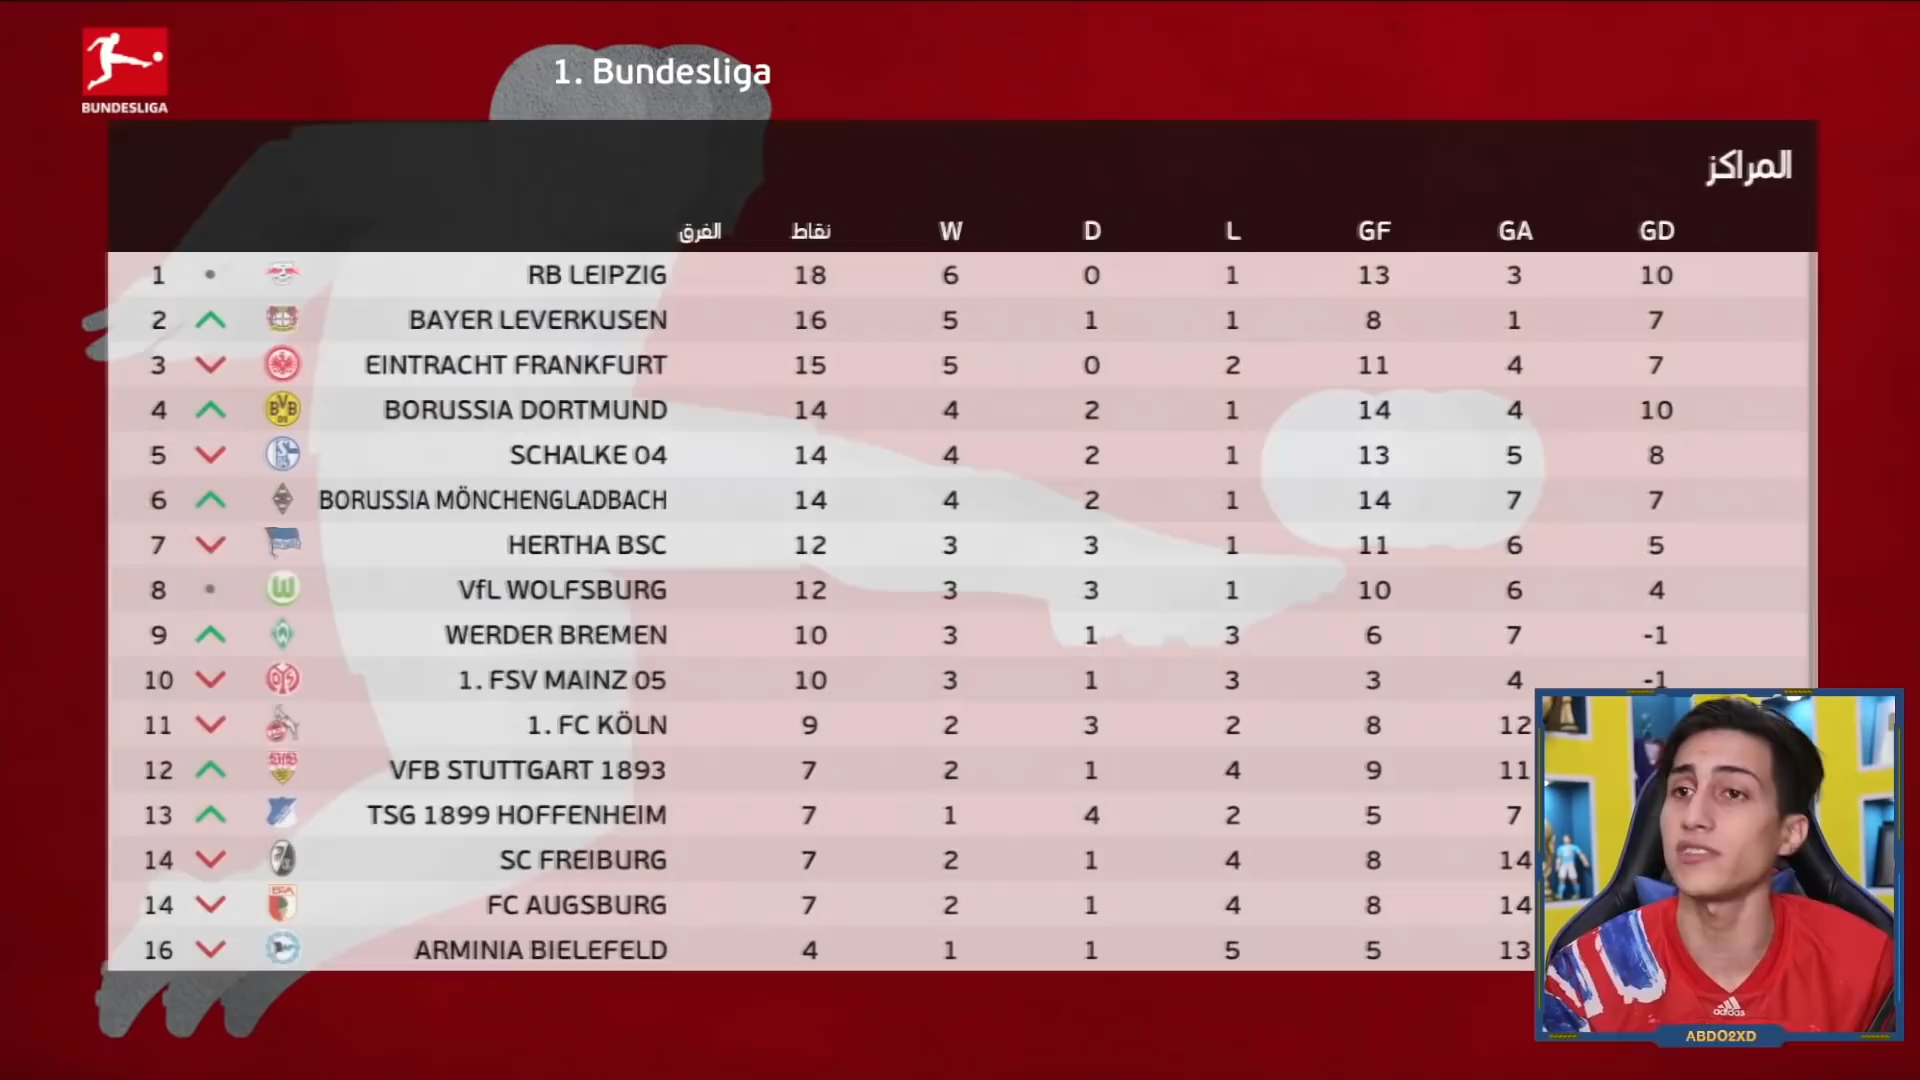 1. Bundesliga
BUNDESLIGA
المراكز
الفرق نقاط W D L GF GA GD
1 RB LEIPZIG 18 6 0 1 13 3 10
2 BAYER LEVERKUSEN 16 5 1 1 8 1 7
3 EINTRACHT FRANKFURT 15 5 0 2 11 4 7
4 BORUSSIA DORTMUND 14 4 2 1 14 4 10
5 SCHALKE 04 14 4 2 1 13 5 8
6 BORUSSIA MÖNCHENGLADBACH 14 4 2 1 14 7 7
7 HERTHA BSC 12 3 3 1 11 6 5
8 VfL WOLFSBURG 12 3 3 1 10 6 4
9 WERDER BREMEN 10 3 1 3 6 7 -1
10 1. FSV MAINZ 05 10 3 1 3 3 4 -1
11 1. FC KÖLN 9 2 3 2 8 12
12 VFB STUTTGART 1893 7 2 1 4 9 11
13 TSG 1899 HOFFENHEIM 7 1 4 2 5 7
14 SC FREIBURG 7 2 1 4 8 14
14 FC AUGSBURG 7 2 1 4 8 14
16 ARMINIA BIELEFELD 4 1 1 5 5 13
adidas
ABDO2XD